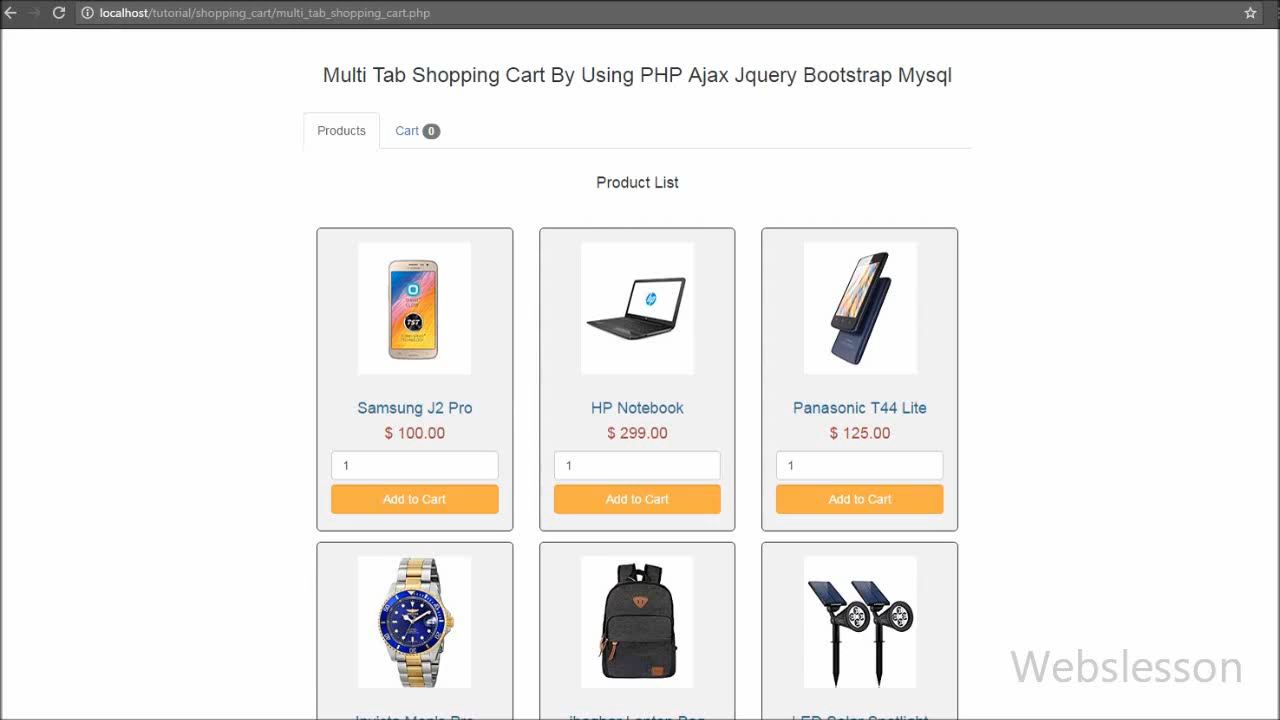 localhost/tutorial/shopping_cart/multi_tab_shopping_cart.php
Multi Tab Shopping Cart By Using PHP Ajax Jquery Bootstrap Mysql
Products Cart 0
Product List
Samsung J2 Pro HP Notebook Panasonic T44 Lite
$ 100.00 $ 299.00 $ 125.00
1 1 1
Add to Cart Add to Cart Add to Cart
Webslesson